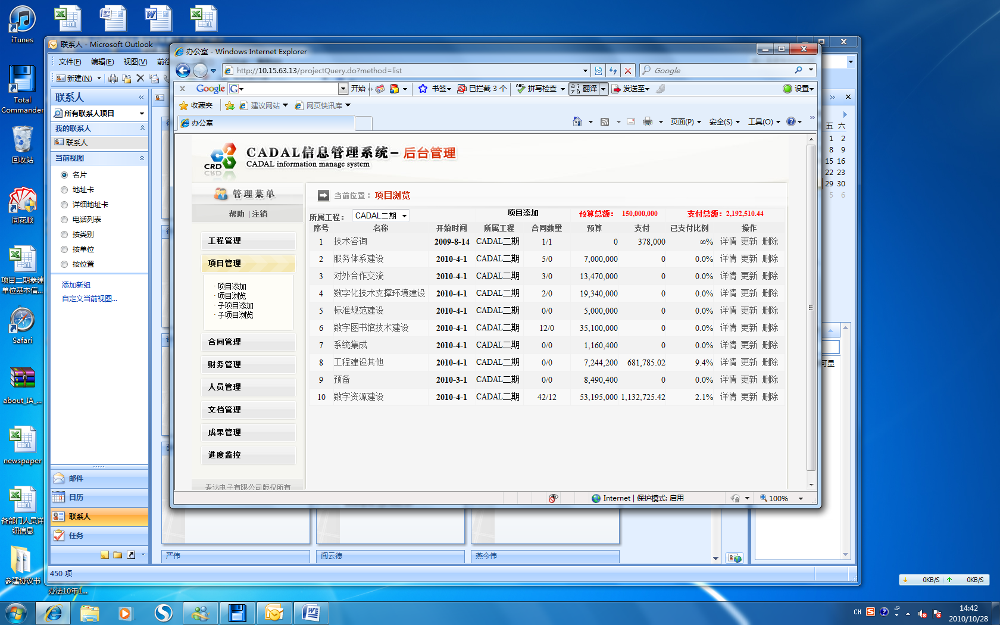 iTunes
Total
Commander
回收站
同花顺
项目二期参建
单位基本信...
Safari
about_IA_...
newspaper
各部门人员详
细信息
参建协议书
办法10年1...
联系人 - Microsoft Outlook
文件(F) 编辑(E) 视图(V) 前往
新建(N)
联系人
所有联系人项目
我的联系人
联系人
当前视图
名片
地址卡
详细地址卡
电话列表
按类别
按单位
按位置
添加新组
自定义当前视图...
邮件
日历
联系人
任务
450 项
办公室 - Windows Internet Explorer
http://10.15.63.13/projectQuery.do?method=list
Google
x Google G 开始 书签 已拦截 3 个 拼写检查 翻译 发送至 设置
收藏夹 建议网站 网页快讯库
办公室
页面(P) 安全(S) 工具(O)
CRD
CADAL信息管理系统- 后台管理
CADAL information manage system
管理菜单
帮助 | 注销
工程管理
项目管理
· 项目添加
· 项目浏览
· 子项目添加
· 子项目浏览
合同管理
财务管理
人员管理
文档管理
成果管理
进度监控
麦达电子有限公司版权所有
当前位置： 项目浏览
所属工程： CADAL二期 项目添加 预算总额： 150,000,000 支付总额：2,192,510.44
序号 名称 开始时间 所属工程 合同数量 预算 支付 已支付比例 操作
1 技术咨询 2009-8-14 CADAL二期 1/1 0 378,000 ∞% 详情 更新 删除
2 服务体系建设 2010-4-1 CADAL二期 5/0 7,000,000 0 0.0% 详情 更新 删除
3 对外合作交流 2010-4-1 CADAL二期 3/0 13,470,000 0 0.0% 详情 更新 删除
4 数字化技术支撑环境建设 2010-4-1 CADAL二期 2/0 19,340,000 0 0.0% 详情 更新 删除
5 标准规范建设 2010-4-1 CADAL二期 0/0 5,000,000 0 0.0% 详情 更新 删除
6 数字图书馆技术建设 2010-4-1 CADAL二期 12/0 35,100,000 0 0.0% 详情 更新 删除
7 系统集成 2010-4-1 CADAL二期 0/0 1,160,400 0 0.0% 详情 更新 删除
8 工程建设其他 2010-4-1 CADAL二期 0/0 7,244,200 681,785.02 9.4% 详情 更新 删除
9 预备 2010-3-1 CADAL二期 0/0 8,490,400 0 0.0% 详情 更新 删除
10 数字资源建设 2010-4-1 CADAL二期 42/12 53,195,000 1,132,725.42 2.1% 详情 更新 删除
Internet | 保护模式: 启用
100%
五 六
1 2
8 9
15 16
22 23
29 30
5 6
可显
严伟
阎云德
燕今伟
0KB/S 0KB/S
CH
14:42
2010/10/28